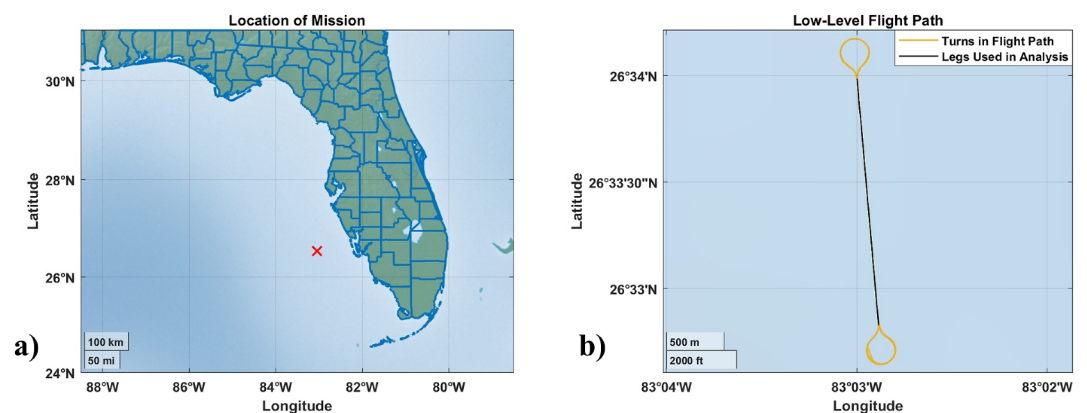 Location of Mission
Latitude
30°N
28°N
26°N
24°N
100 km
50 mi
88°W
86°W
84°W
82°W
80°W
Longitude
a)
Low-Level Flight Path
Turns in Flight Path
Legs Used in Analysis
Latitude
26°34'N
26°33'30"N
26°33'N
500 m
2000 ft
83°04'W
83°03'W
83°02'W
Longitude
b)